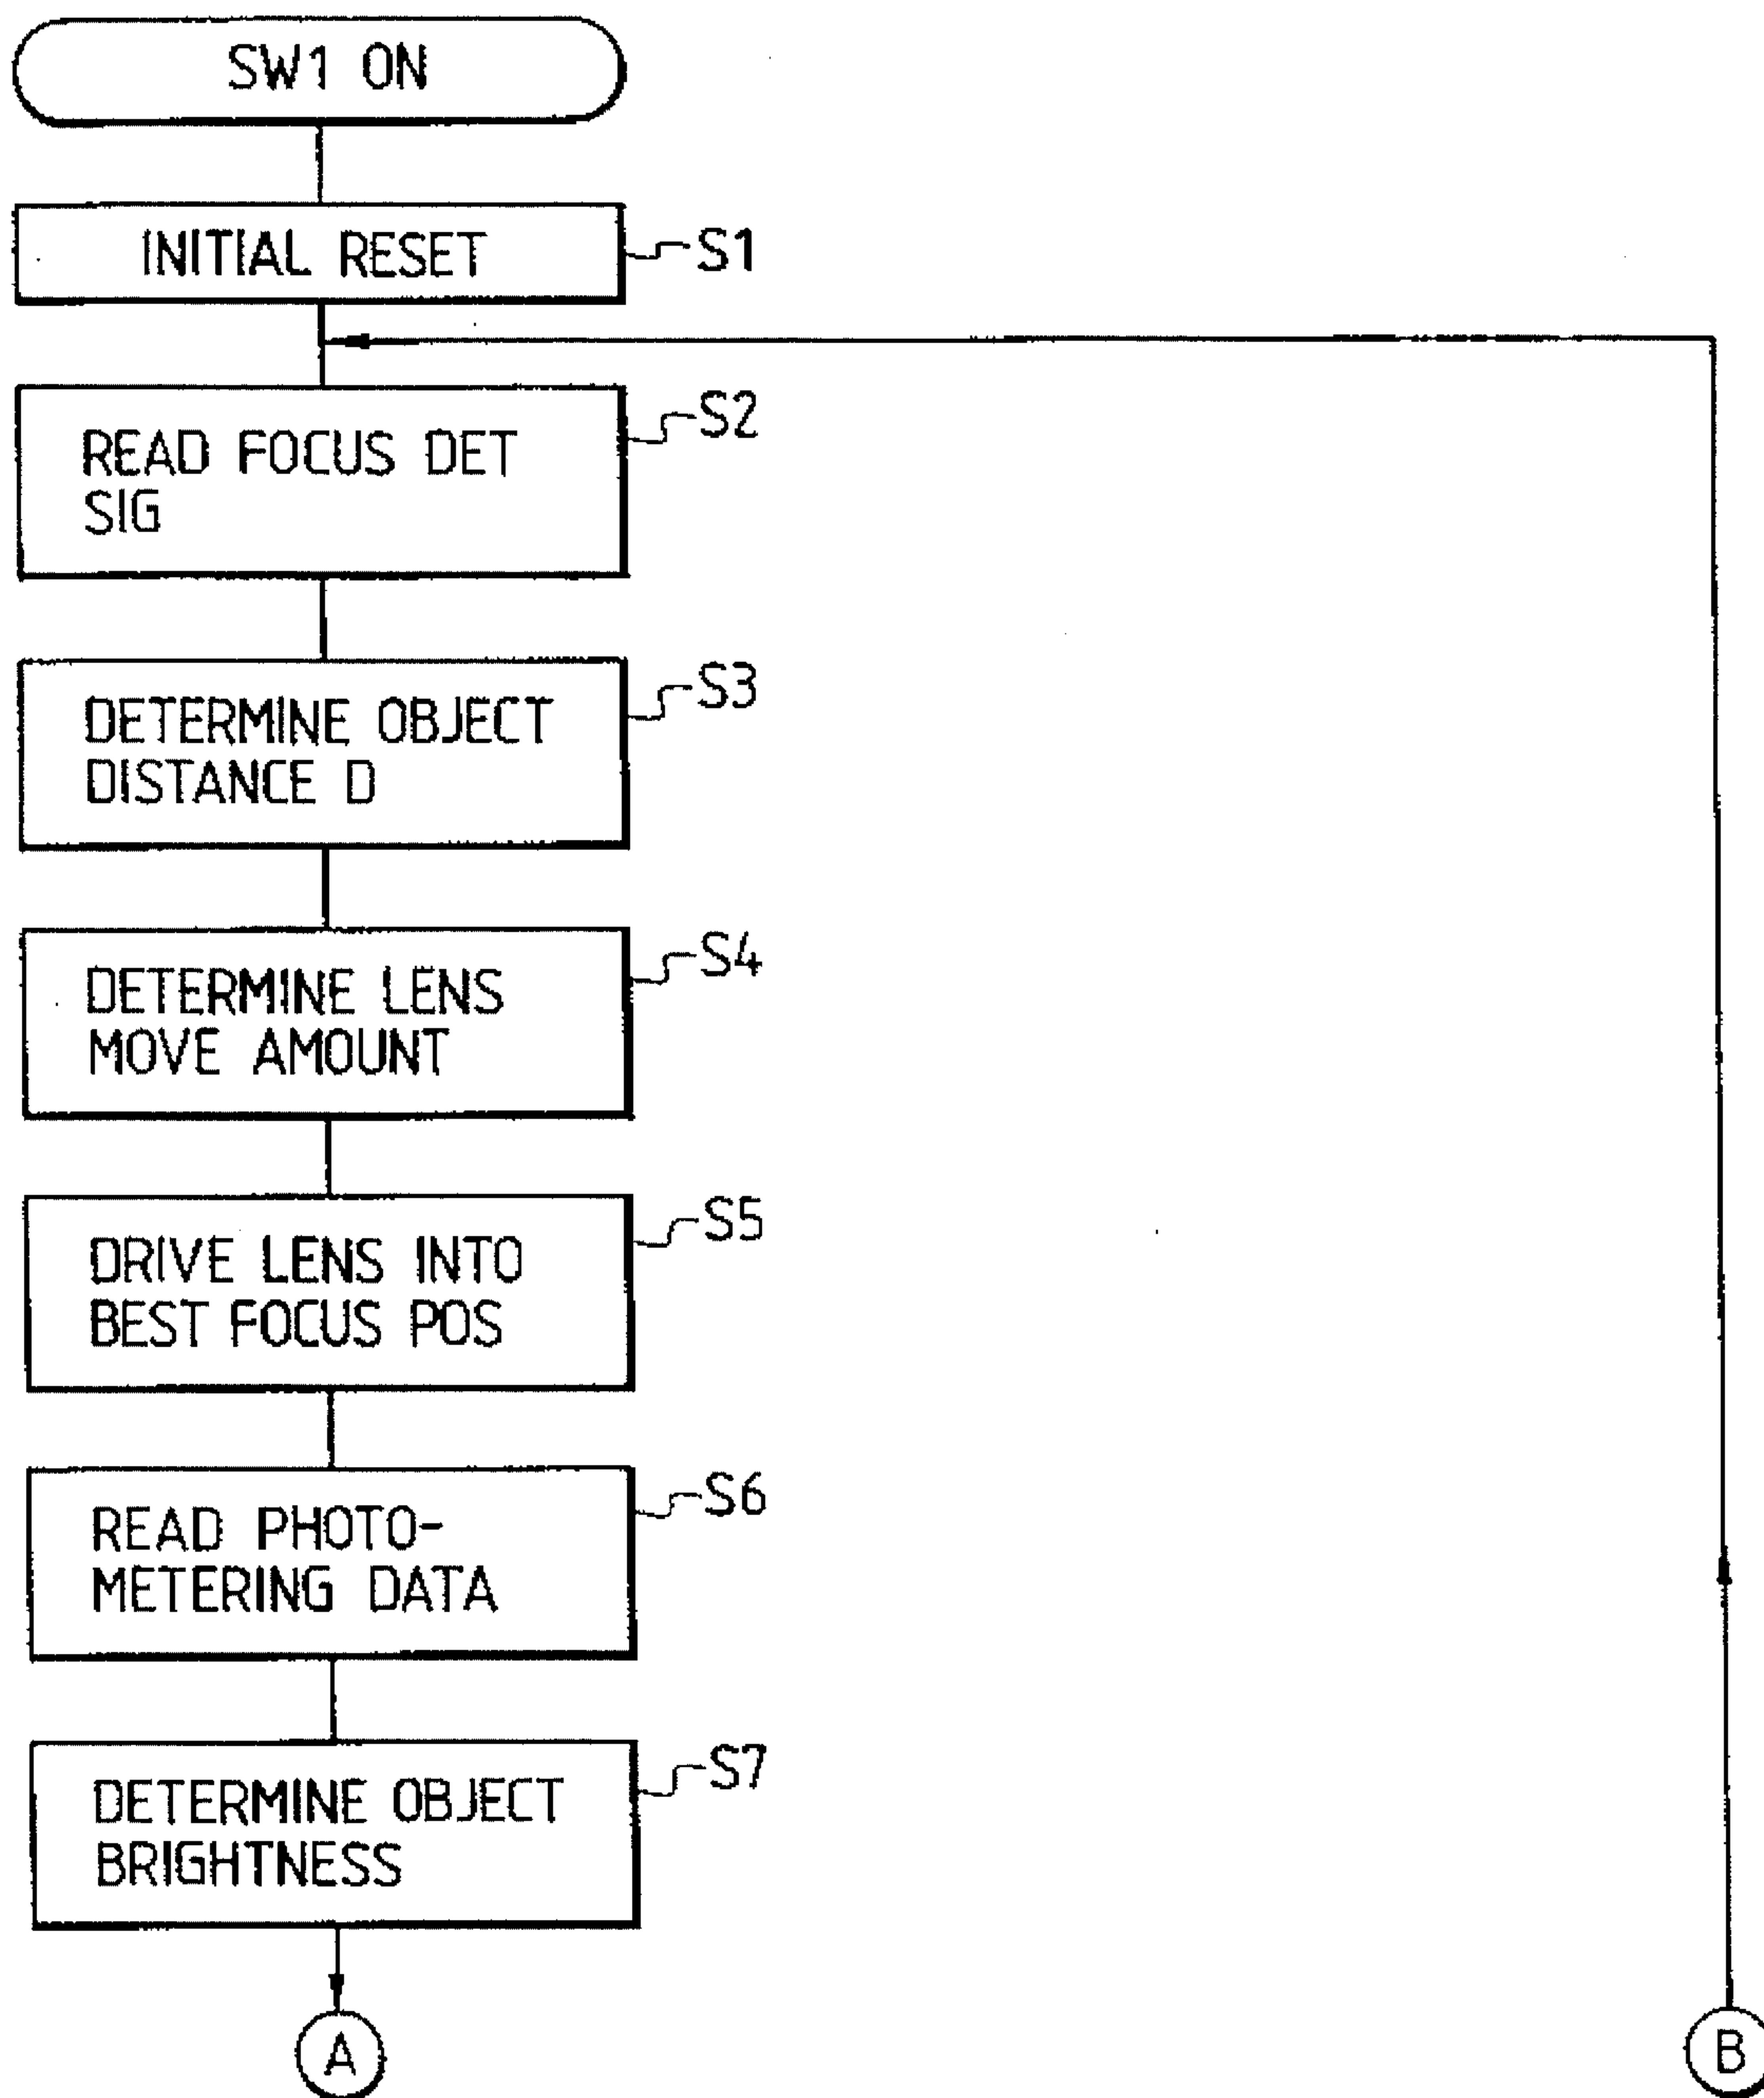 SW1 ON
INITIAL RESET
S1
READ FOCUS DET
SIG
S2
DETERMINE OBJECT
DISTANCE D
S3
DETERMINE LENS
MOVE AMOUNT
S4
DRIVE LENS INTO
BEST FOCUS POS
S5
READ PHOTO-
METERING DATA
S6
DETERMINE OBJECT
BRIGHTNESS
S7
A
B